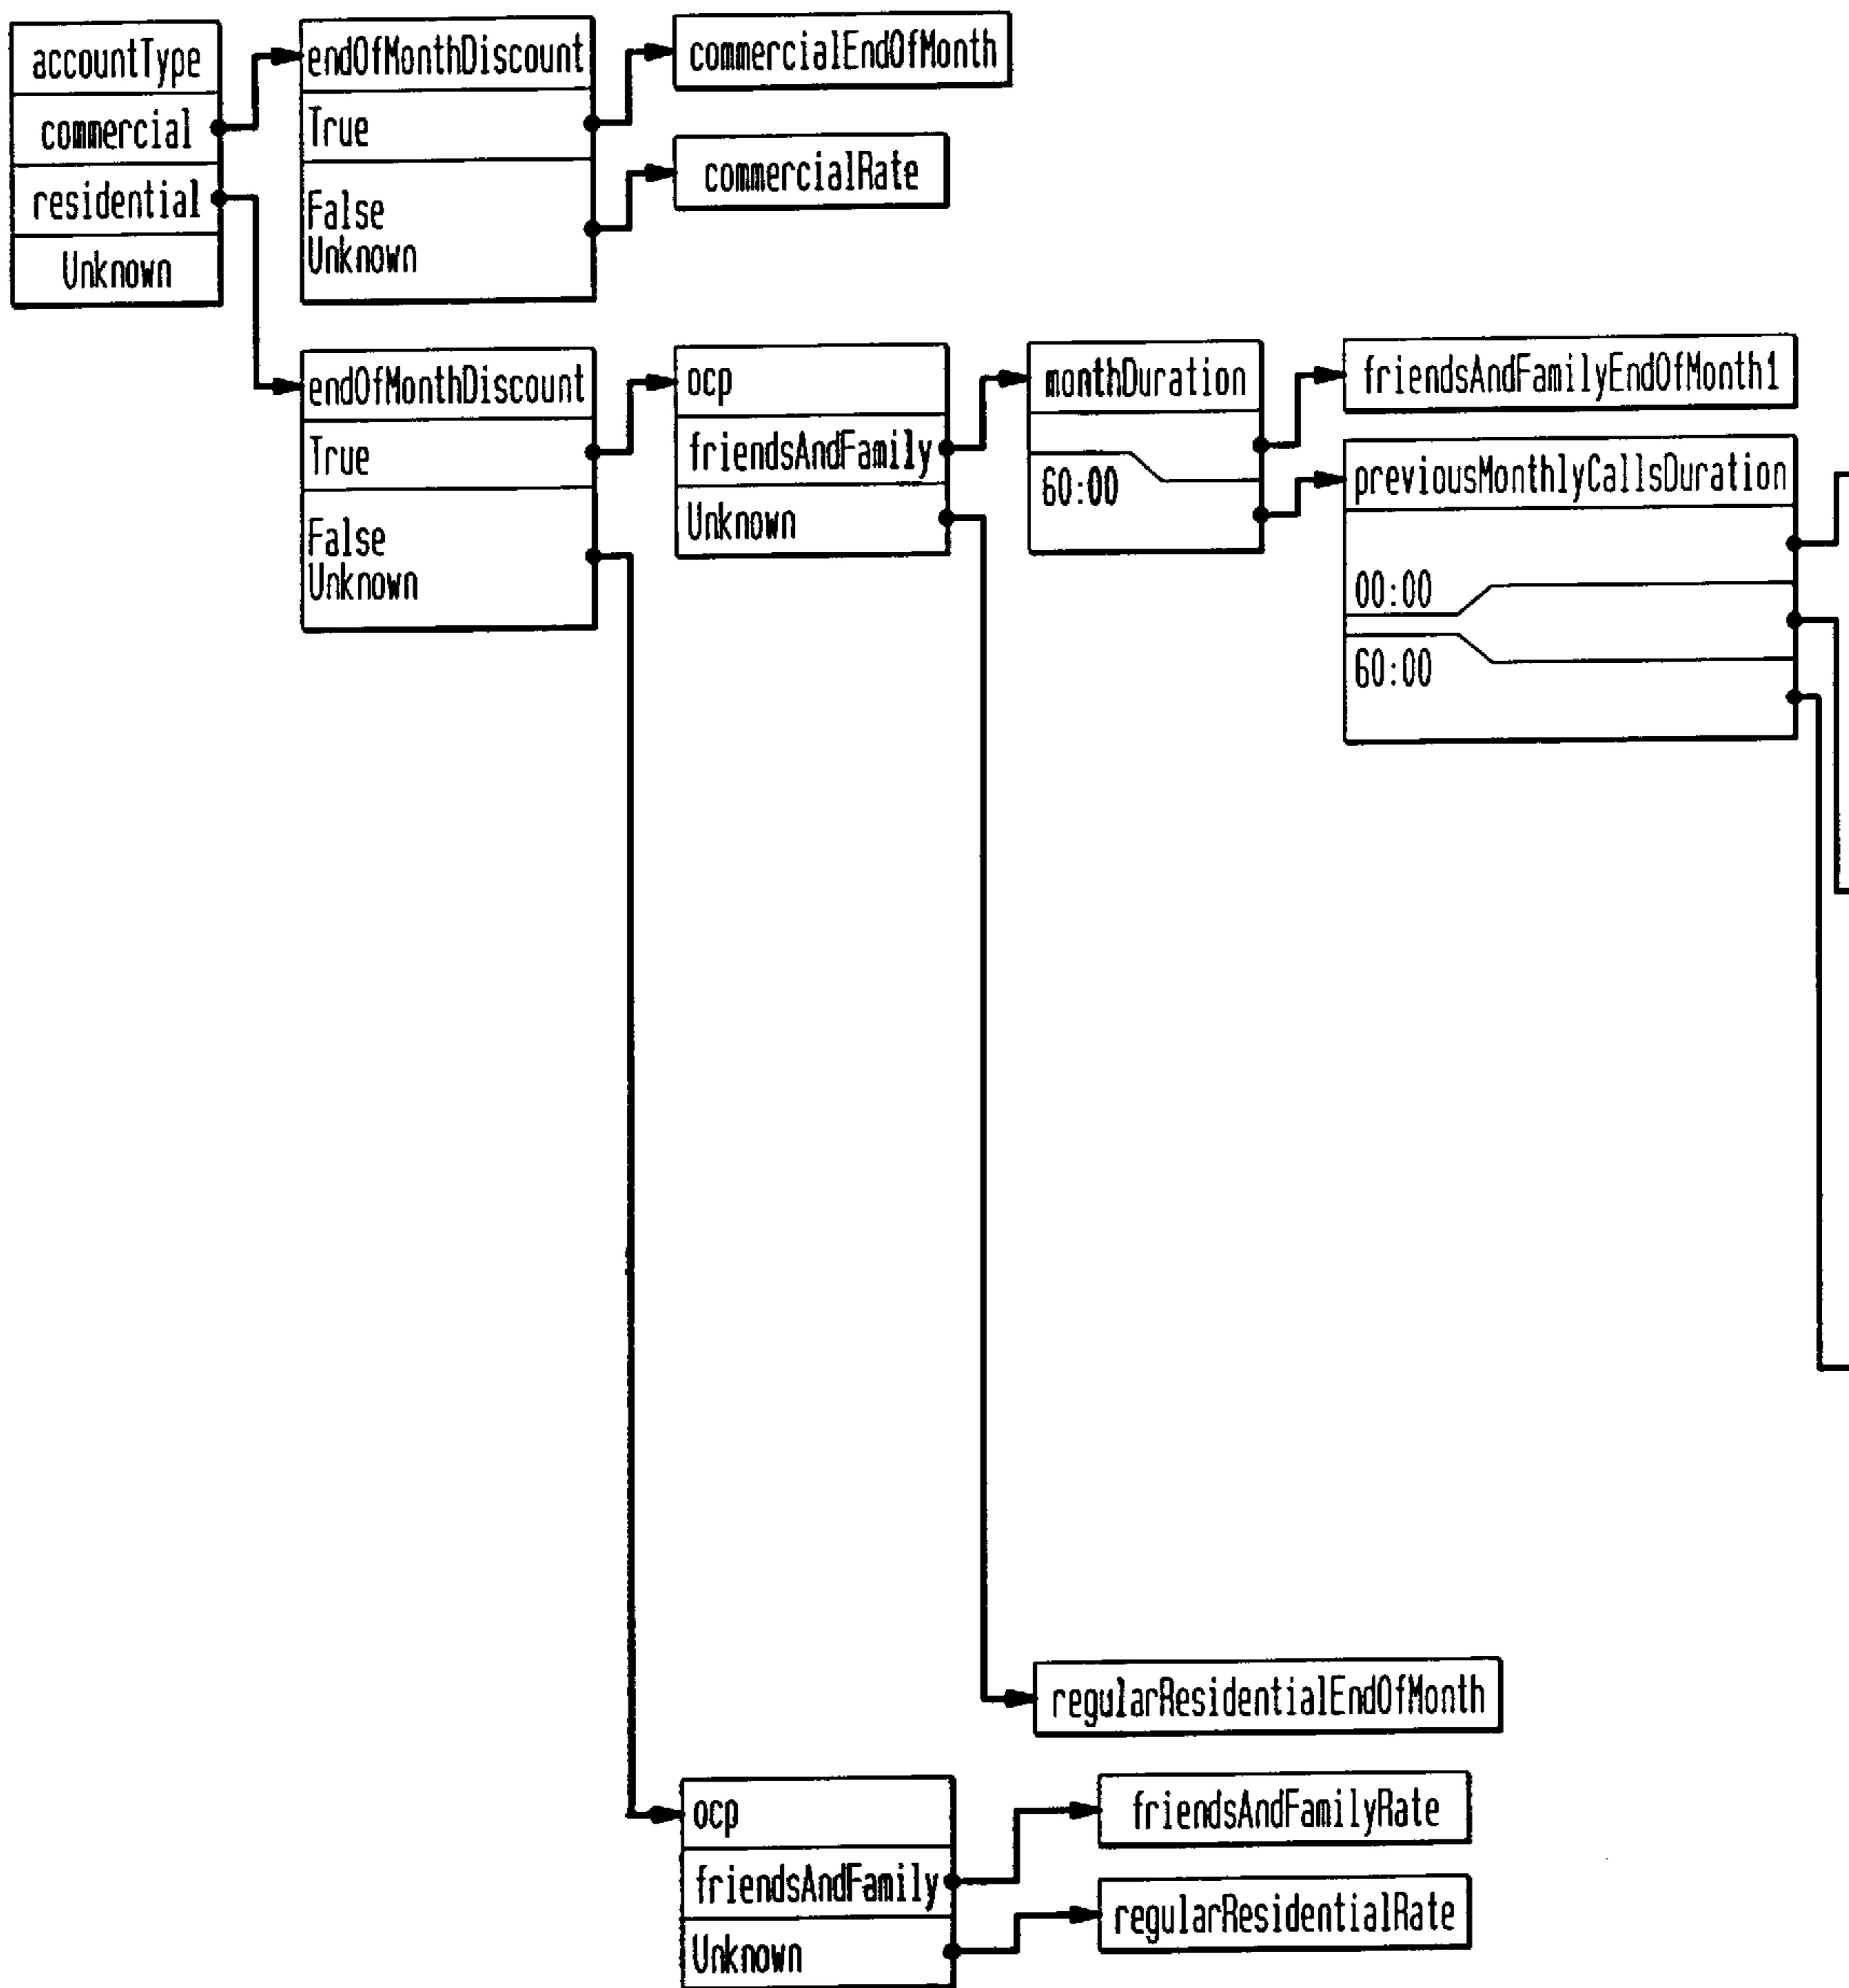 accountType
commercial
residential
Unknown
endOfMonthDiscount
True
False
Unknown
commercialEndOfMonth
commercialRate
endOfMonthDiscount
True
False
Unknown
ocp
friendsAndFamily
Unknown
monthDuration
60:00
friendsAndFamilyEndOfMonth1
previousMonthlyCallsDuration
00:00
60:00
regularResidentialEndOfMonth
ocp
friendsAndFamily
Unknown
friendsAndFamilyRate
regularResidentialRate